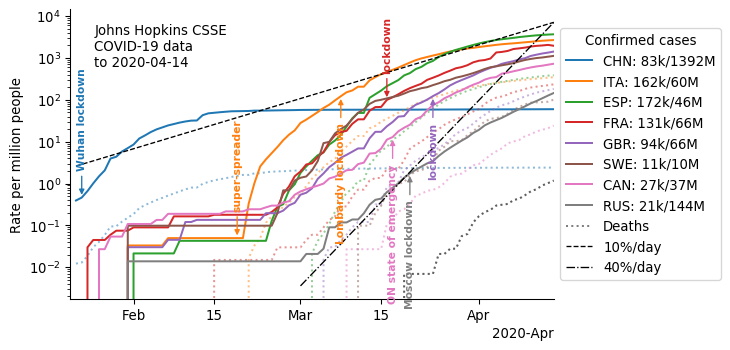 Johns Hopkins CSSE
COVID-19 data
to 2020-04-14
Rate per million people
10⁴
10³
10²
10¹
10⁰
10⁻¹
10⁻²
Wuhan lockdown
super-spreader
Lombardy lockdown
lockdown
ON state of emergency
Moscow lockdown
lockdown
Feb
15
Mar
15
Apr
2020-Apr
Confirmed cases
CHN: 83k/1392M
ITA: 162k/60M
ESP: 172k/46M
FRA: 131k/66M
GBR: 94k/66M
SWE: 11k/10M
CAN: 27k/37M
RUS: 21k/144M
Deaths
10%/day
40%/day